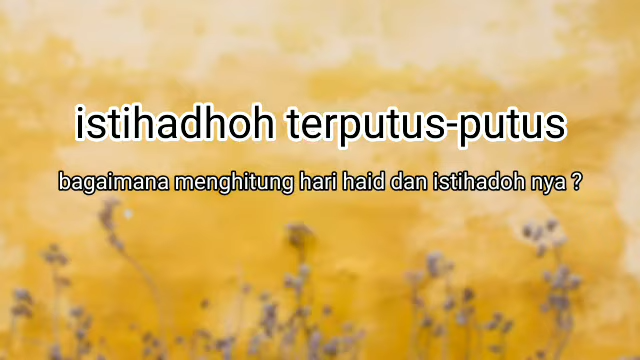 istihadhoh terputus-putus
bagaimana menghitung hari haid dan istihadoh nya ?